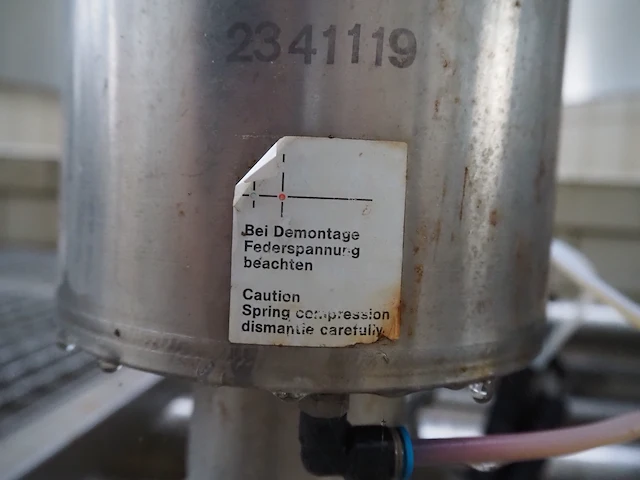 2341119
Bei Demontage
Federspannung
beachten
Caution
Spring compression
dismantle carefully